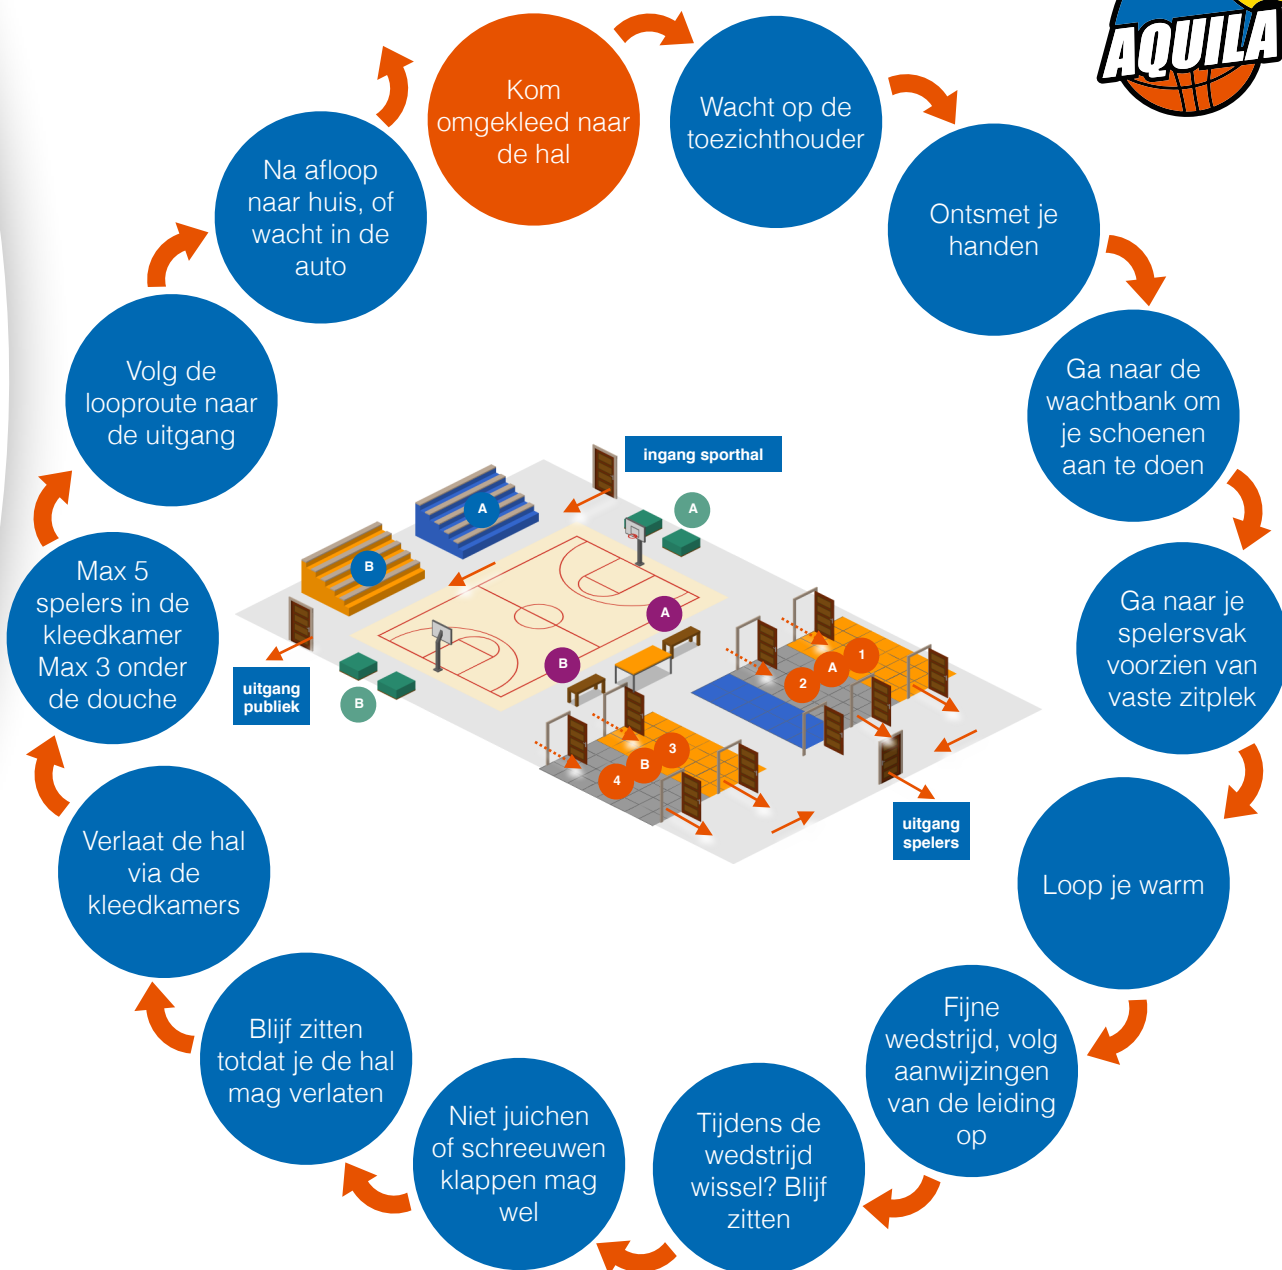 AQUILA
Kom
omgekleed naar
de hal
Wacht op de
toezichthouder
Ontsmet je
handen
Ga naar de
wachtbank om
je schoenen
aan te doen
Ga naar je
spelersvak
voorzien van
vaste zitplek
Loop je warm
Fijne
wedstrijd, volg
aanwijzingen
van de leiding
op
Tijdens de
wedstrijd
wissel? Blijf
zitten
Niet juichen
of schreeuwen
klappen mag
wel
Blijf zitten
totdat je de hal
mag verlaten
Verlaat de hal
via de
kleedkamers
Max 5
spelers in de
kleedkamer
Max 3 onder
de douche
Volg de
looproute naar
de uitgang
Na afloop
naar huis, of
wacht in de
auto
ingang sporthal
A
A
B
A
B
B
1
A
2
3
B
4
uitgang
publiek
uitgang
spelers